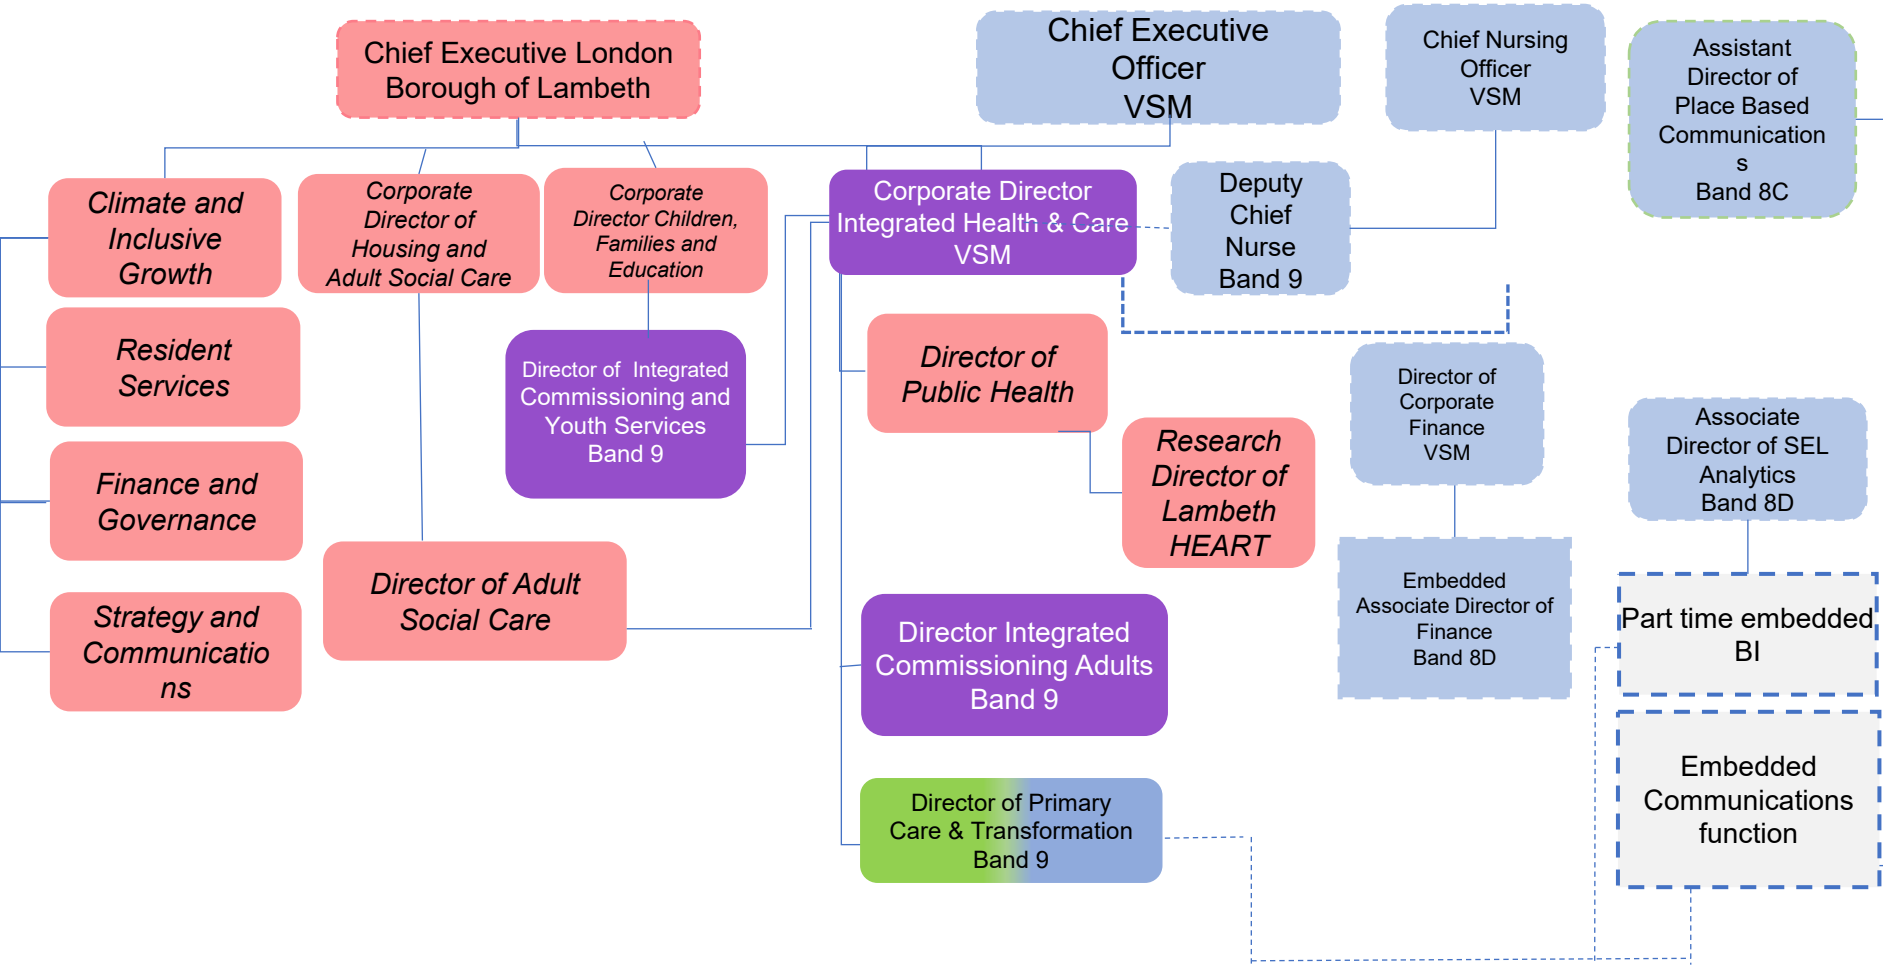 Chief Executive London
Borough of Lambeth
Chief Executive
Officer
VSM
Chief Nursing
Officer
VSM
Assistant
Director of
Place Based
Communication
s
Band 8C
Climate and
Inclusive
Growth
Corporate
Director of
Housing and
Adult Social Care
Corporate
Director Children,
Families and
Education
Corporate Director
Integrated Health & Care
VSM
Deputy
Chief
Nurse
Band 9
Resident
Services
Director of Integrated
Commissioning and
Youth Services
Band 9
Director of
Public Health
Director of
Corporate
Finance
VSM
Associate
Director of SEL
Analytics
Band 8D
Finance and
Governance
Research
Director of
Lambeth
HEART
Director of Adult
Social Care
Embedded
Associate Director of
Finance
Band 8D
Part time embedded
BI
Strategy and
Communicatio
ns
Director Integrated
Commissioning Adults
Band 9
Embedded
Communications
function
Director of Primary
Care & Transformation
Band 9